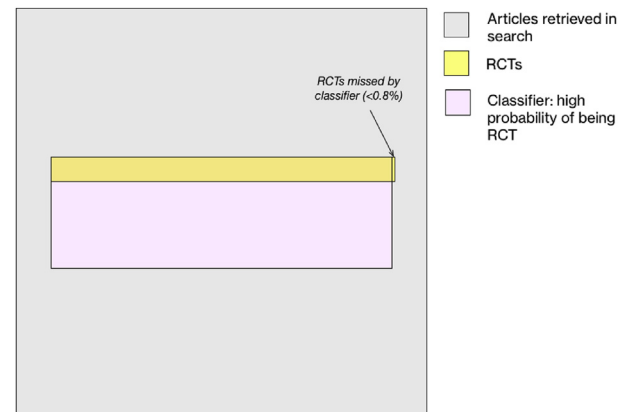 RCTs missed by
classifier (<0.8%)
Articles retrieved in
search
RCTs
Classifier: high
probability of being
RCT